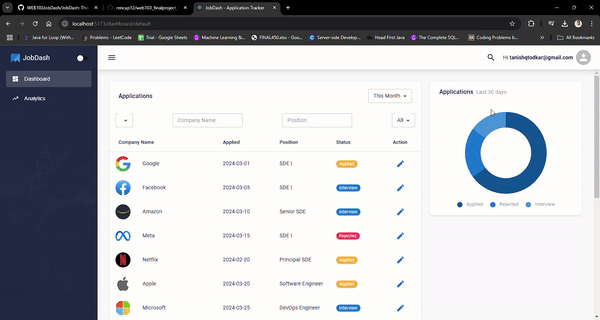 WEB103/JobDash/JobDash- Thi
rencap12/web103_finalproject
JobDash - Application Tracker
localhost:5173/dashboard/default
Java for Loop (With
Problems - LeetCode
Trial - Google Sheets
Machine Learning &
FINAL450.xlsx - Goo
Server-side Develop
Head First Java
The Complete SQL
Coding Problems b
All Bookmarks
JobDash
Hi tanishqtodkar@gmail.com
Dashboard
Analytics
Applications
This Month
Company Name
Position
All
Company Name Applied Position Status Action
Google 2024-03-01 SDE I Applied
Facebook 2024-03-05 SDE I Interview
Amazon 2024-03-10 Senior SDE Interview
Meta 2024-03-15 SDE I Rejected
Netflix 2024-02-20 Principal SDE Applied
Apple 2024-03-20 Software Engineer Applied
Microsoft 2024-03-25 DevOps Engineer Interview
Applications Last 30 days
Applied Rejected Interview